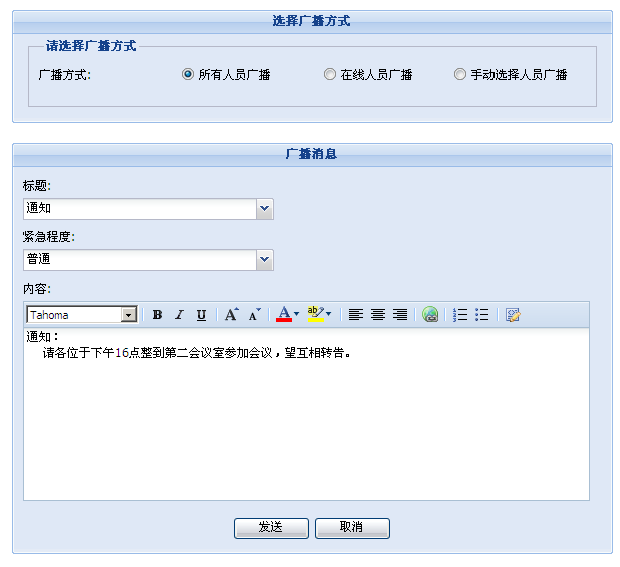 选择广播方式
请选择广播方式
广播方式: 所有人员广播 在线人员广播 手动选择人员广播
广播消息
标题:
通知
紧急程度:
普通
内容:
Tahoma B I U A A A ab
通知：
请各位于下午16点整到第二会议室参加会议，望互相转告。
发送 取消